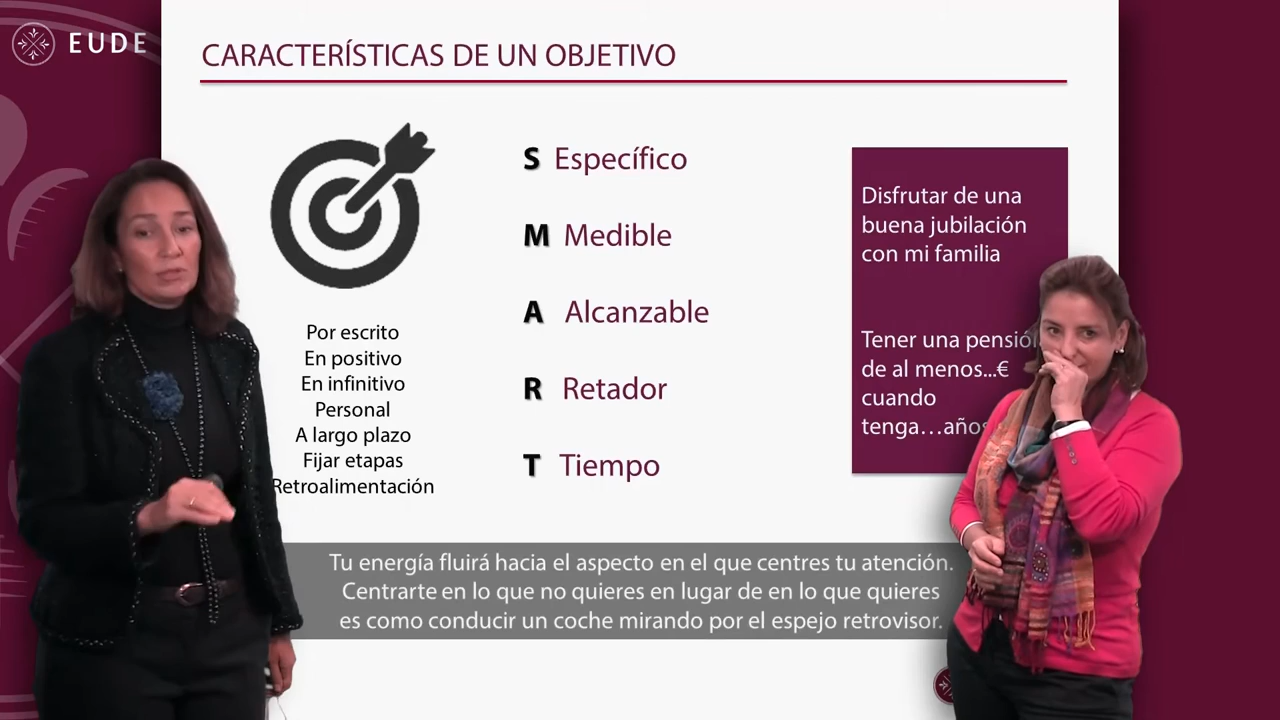 EUDE
CARACTERÍSTICAS DE UN OBJETIVO
Por escrito
En positivo
En infinitivo
Personal
A largo plazo
Fijar etapas
Retroalimentación
S Específico
M Medible
A Alcanzable
R Retador
T Tiempo
Disfrutar de una
buena jubilación
con mi familia
Tener una pensión
de al menos...€
cuando
tenga...años
Tu energía fluirá hacia el aspecto en el que centres tu atención.
Centrarte en lo que no quieres en lugar de en lo que quieres
es como conducir un coche mirando por el espejo retrovisor.